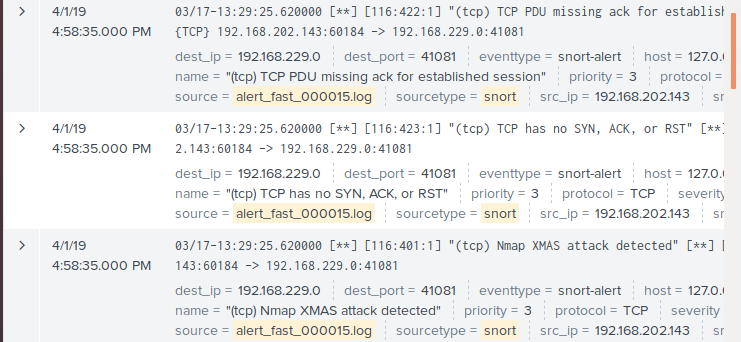 4/1/19 03/17-13:29:25.620000 [**] [116:422:1] "(tcp) TCP PDU missing ack for establish
4:58:35.000 PM {TCP} 192.168.202.143:60184 -> 192.168.229.0:41081
dest_ip = 192.168.229.0 dest_port = 41081 eventtype = snort-alert host = 127.0.
name = "(tcp) TCP PDU missing ack for established session" priority = 3 protocol =
source = alert_fast_000015.log sourcetype = snort src_ip = 192.168.202.143 sr
4/1/19 03/17-13:29:25.620000 [**] [116:423:1] "(tcp) TCP has no SYN, ACK, or RST" [**]
4:58:35.000 PM 2.143:60184 -> 192.168.229.0:41081
dest_ip = 192.168.229.0 dest_port = 41081 eventtype = snort-alert host = 127.0.
name = "(tcp) TCP has no SYN, ACK, or RST" priority = 3 protocol = TCP severity
source = alert_fast_000015.log sourcetype = snort src_ip = 192.168.202.143 sr
4/1/19 03/17-13:29:25.620000 [**] [116:401:1] "(tcp) Nmap XMAS attack detected" [**] [
4:58:35.000 PM 143:60184 -> 192.168.229.0:41081
dest_ip = 192.168.229.0 dest_port = 41081 eventtype = snort-alert host = 127.0.
name = "(tcp) Nmap XMAS attack detected" priority = 3 protocol = TCP severity
source = alert_fast_000015.log sourcetype = snort src_ip = 192.168.202.143 sr